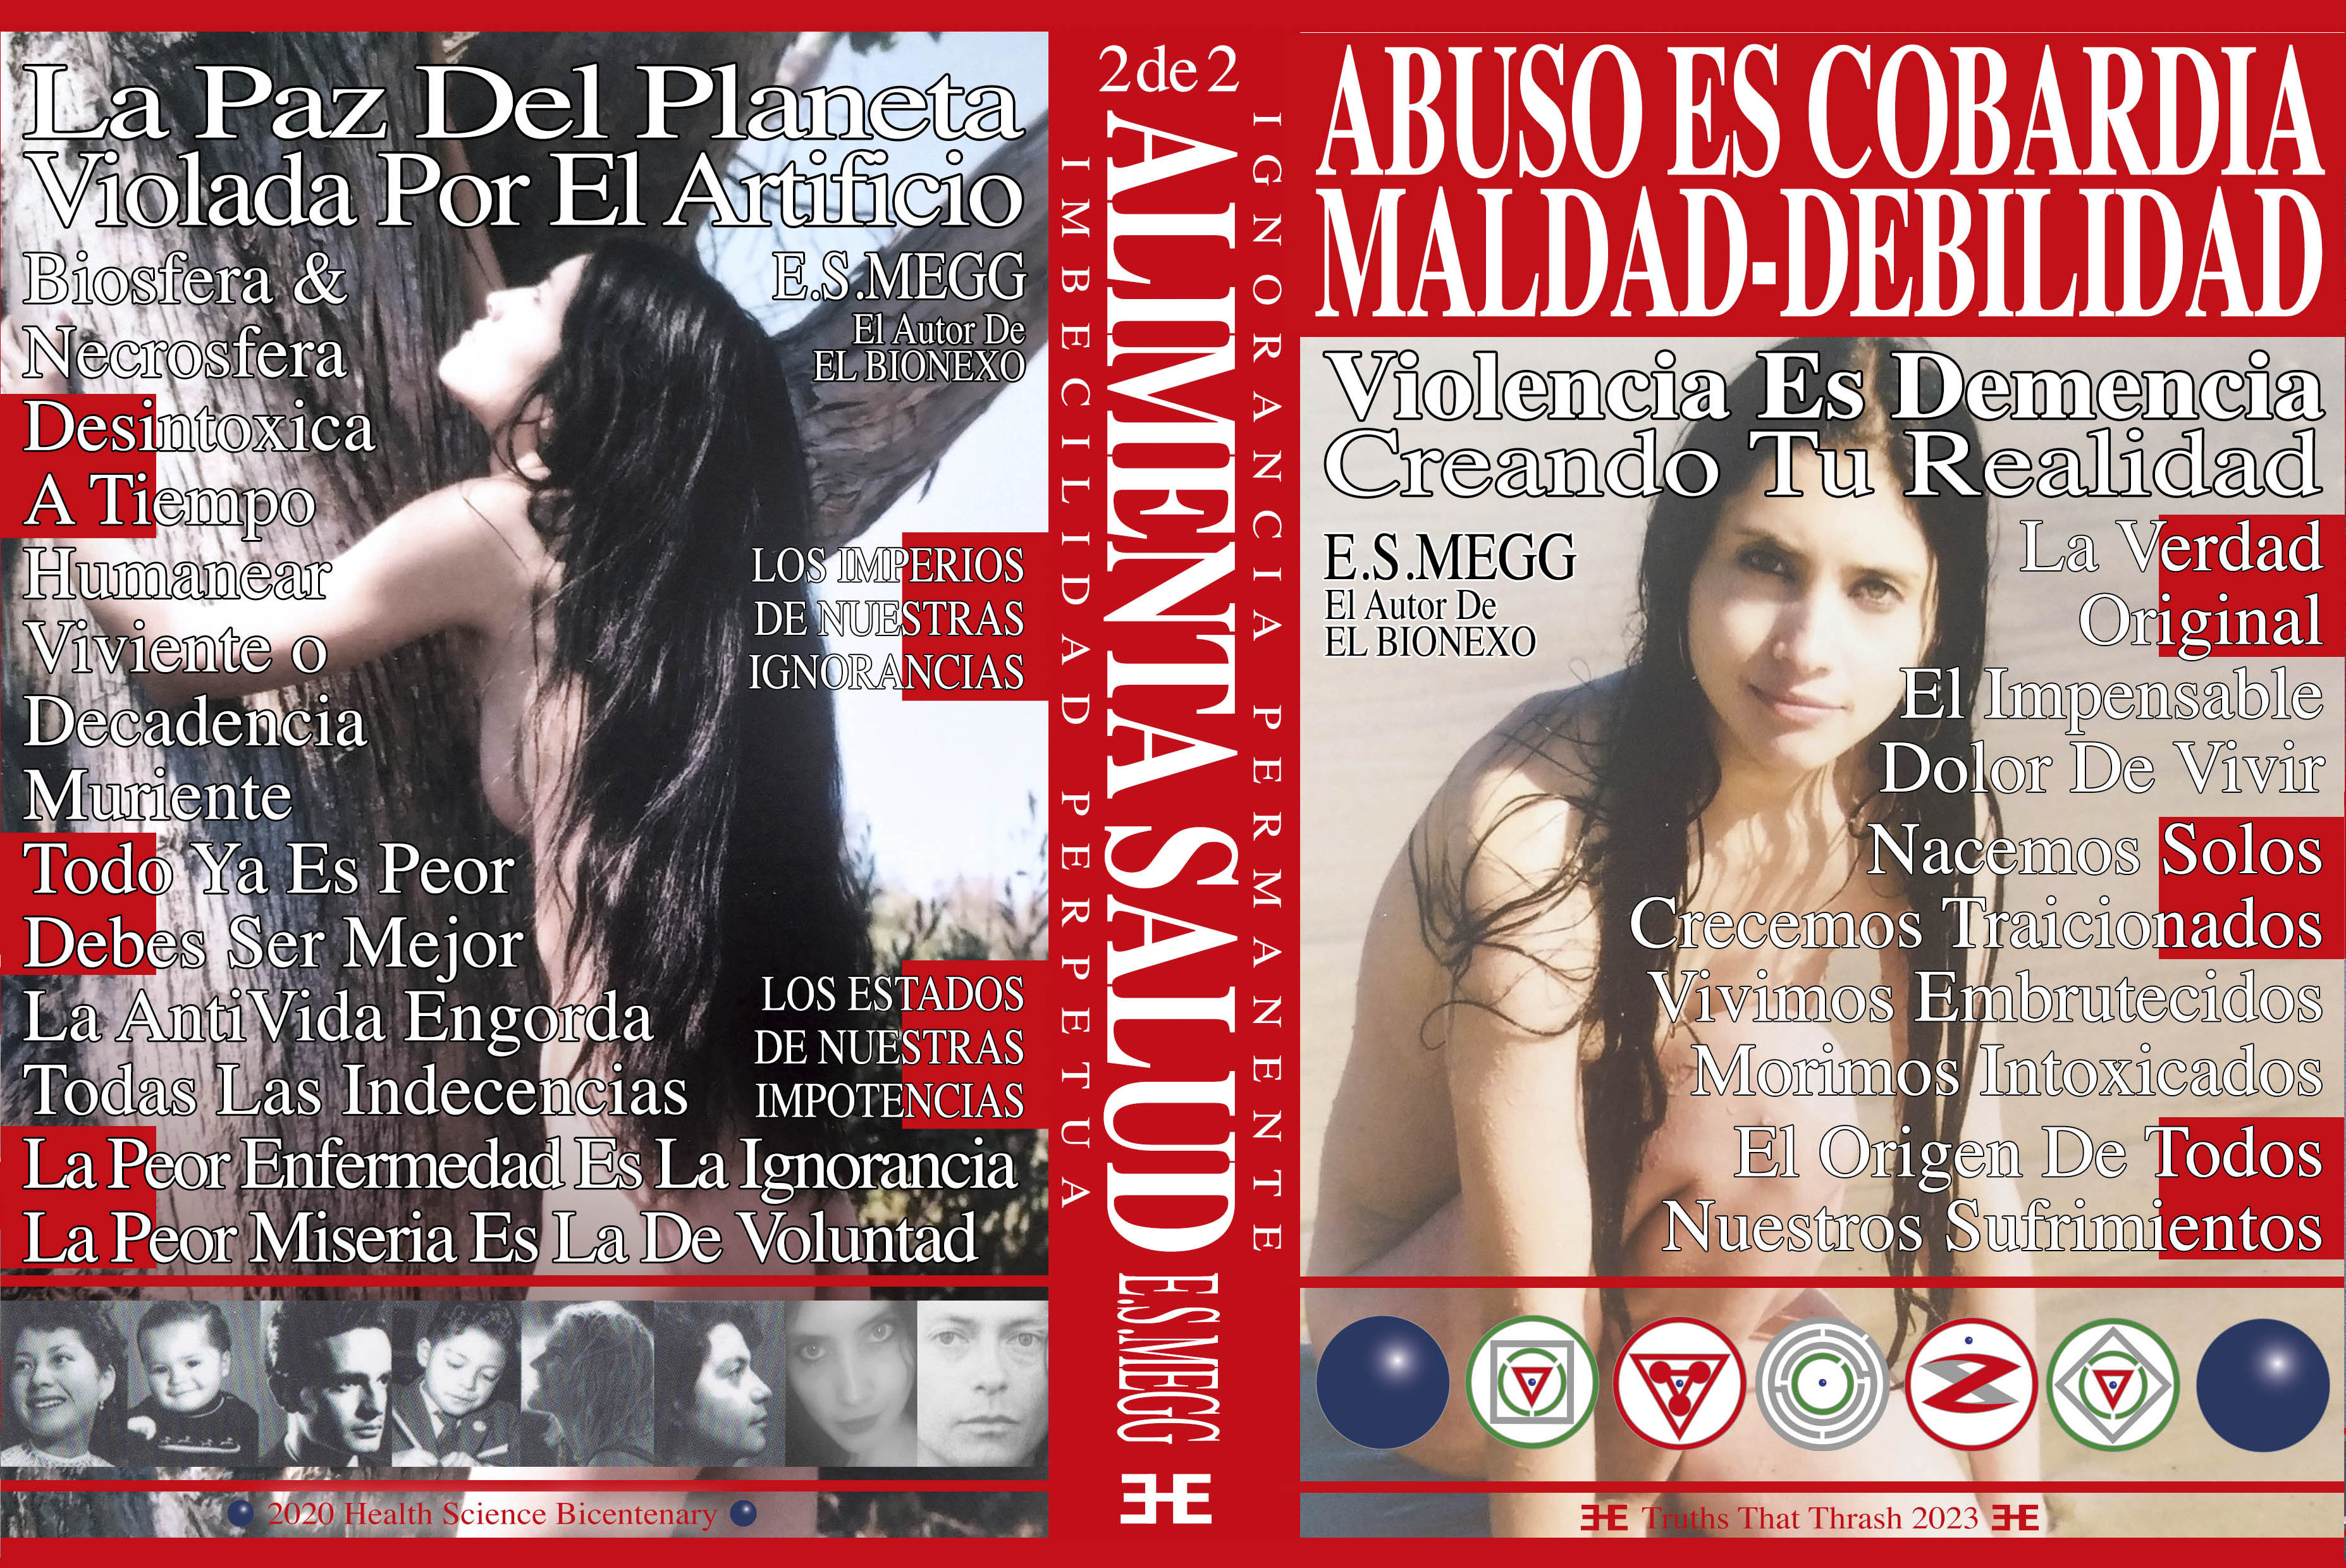 La Paz Del Planeta
Violada Por El Artificio
Biosfera &
Necrosfera
Desintoxica
A Tiempo
Humanear
Viviente o
Decadencia
Muriente
Todo Ya Es Peor
Debes Ser Mejor
La AntiVida Engorda
Todas Las Indecencias
La Peor Enfermedad Es La Ignorancia
La Peor Miseria Es La De Voluntad
E.S.MEGG
El Autor De
EL BIONEXO
LOS IMPERIOS
DE NUESTRAS
IGNORANCIAS
LOS ESTADOS
DE NUESTRAS
IMPOTENCIAS
2020 Health Science Bicentenary
2 de 2
IGNORANCIA PERMANENTE
ALIMENTA SALUD E.S.MEGG
IMBECILIDAD PERPETUA
ABUSO ES COBARDIA
MALDAD-DEBILIDAD
Violencia Es Demencia
Creando Tu Realidad
E.S.MEGG
El Autor De
EL BIONEXO
La Verdad
Original
El Impensable
Dolor De Vivir
Nacemos Solos
Crecemos Traicionados
Vivimos Embrutecidos
Morimos Intoxicados
El Origen De Todos
Nuestros Sufrimientos
Truths That Thrash 2023